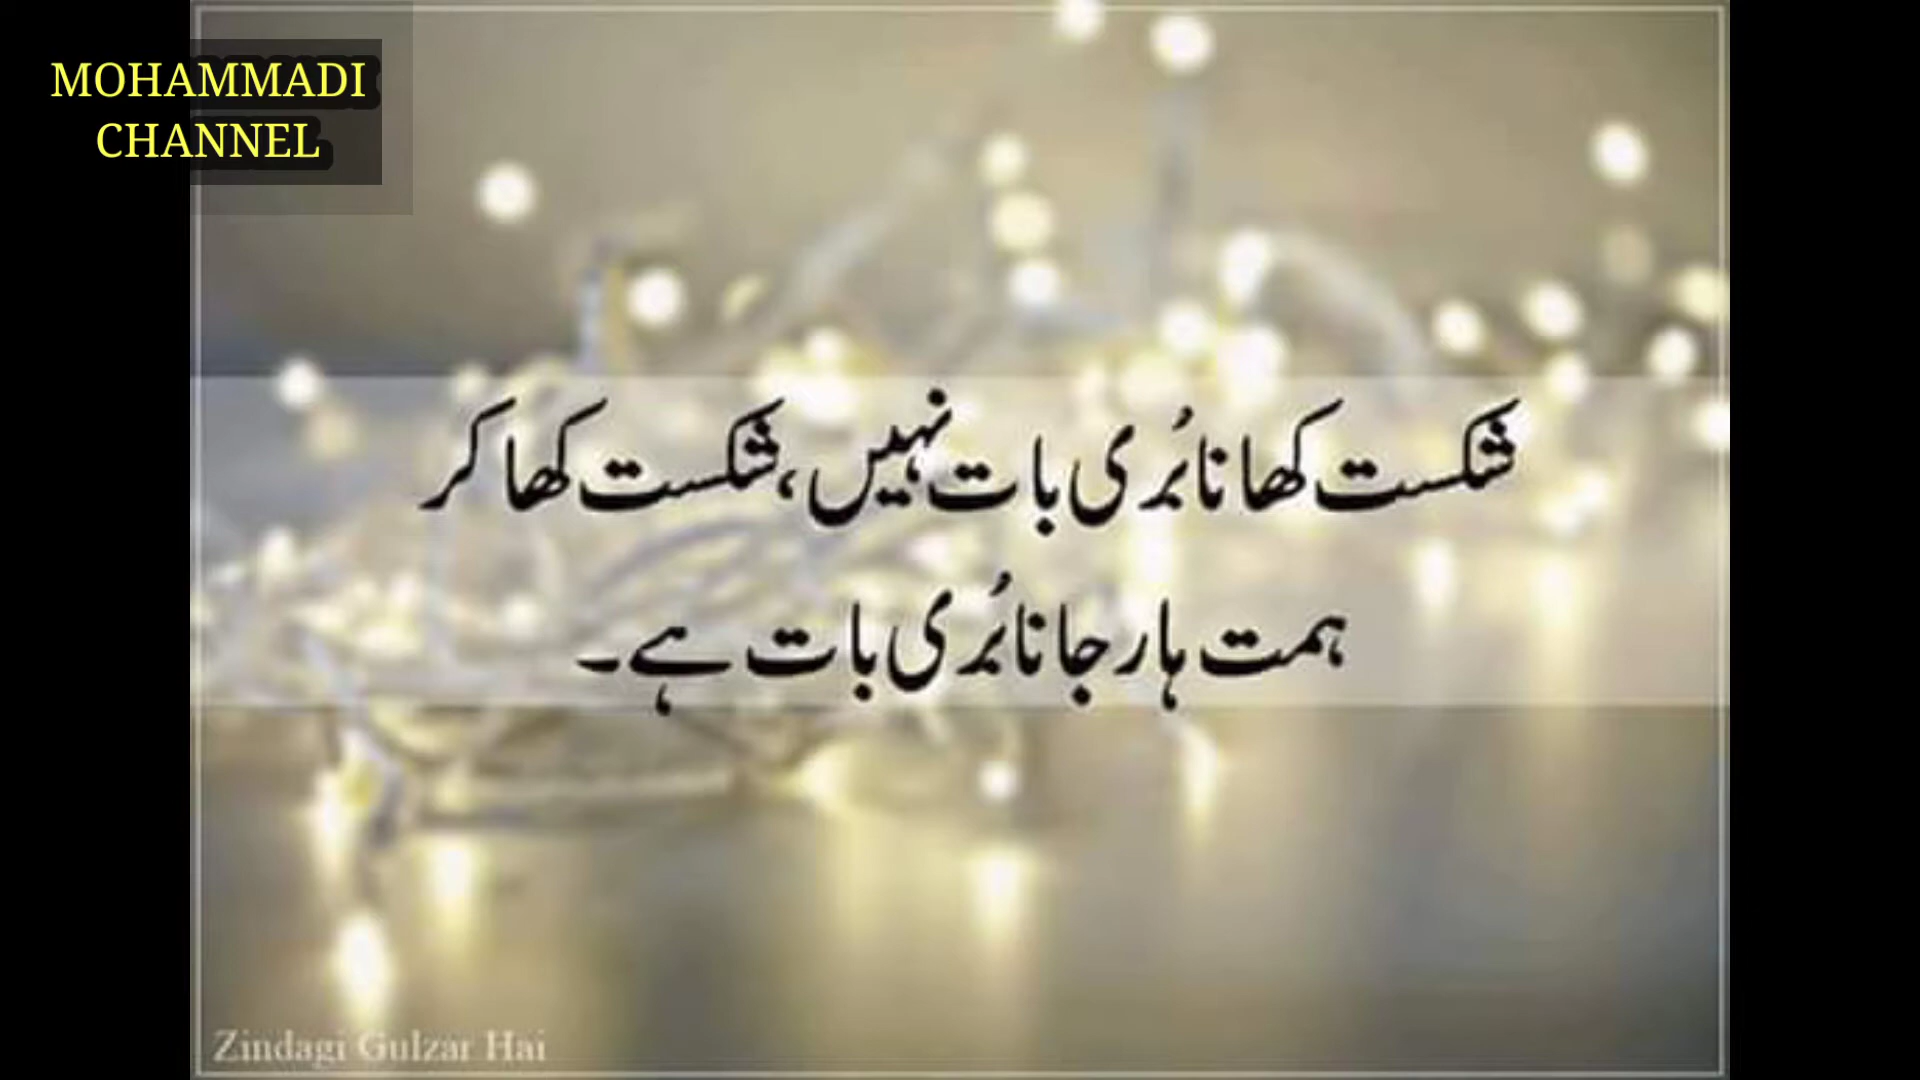 MOHAMMADI
CHANNEL
شکست کھانا بُری بات نہیں، شکست کھا کر
ہمت ہار جانا بُری بات ہے۔
Zindagi Gulzar Hai